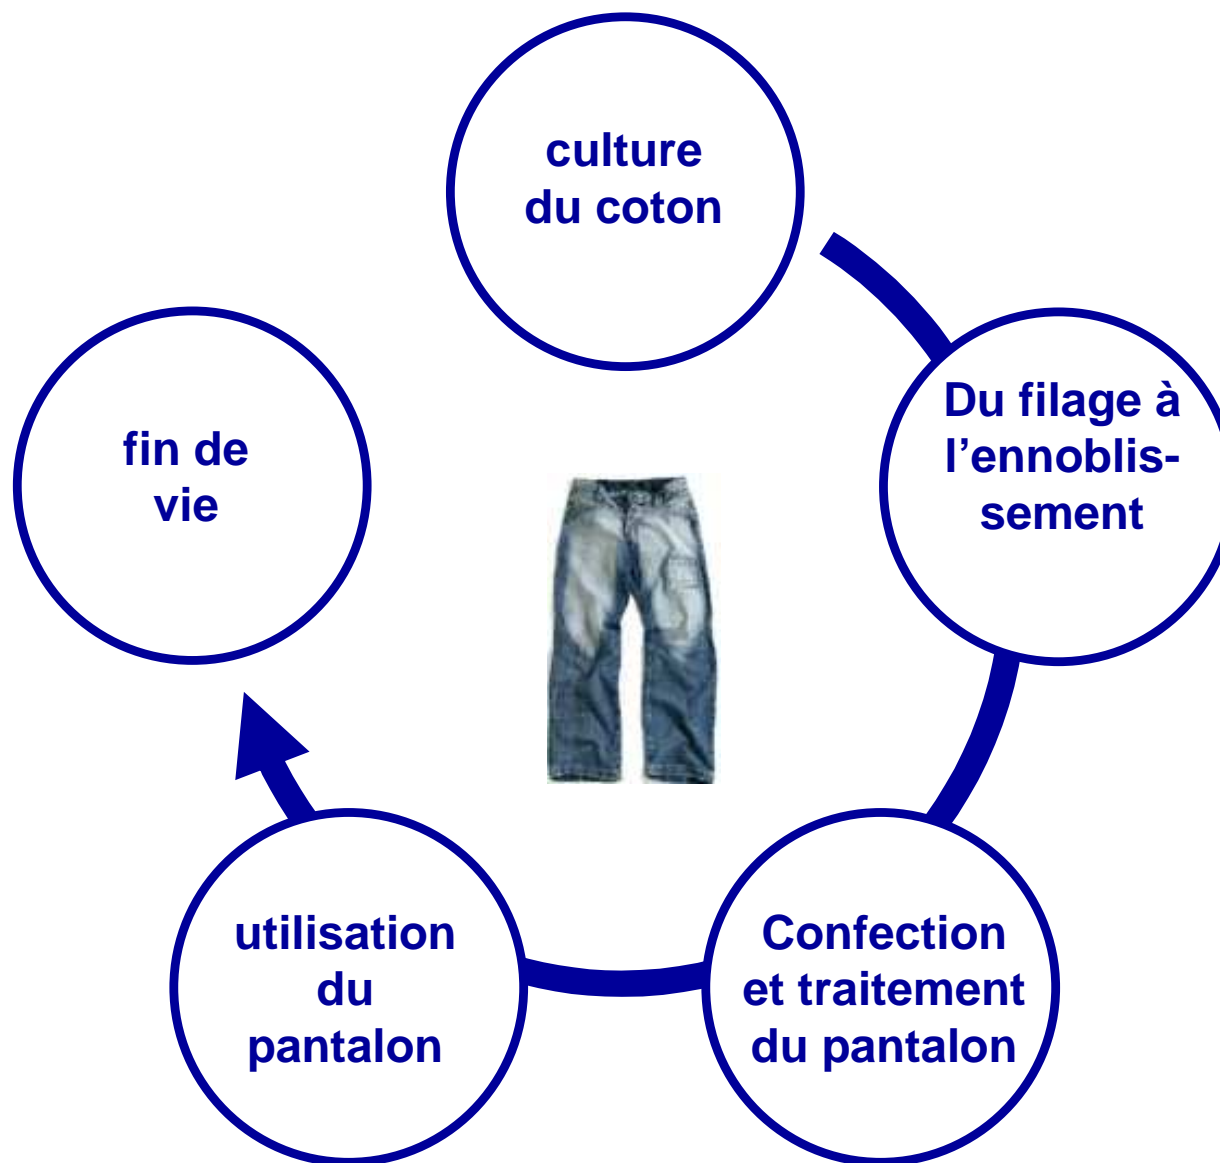 culture
du coton
Du filage à
l’ennoblis-
sement
Confection
et traitement
du pantalon
utilisation
du
pantalon
fin de
vie